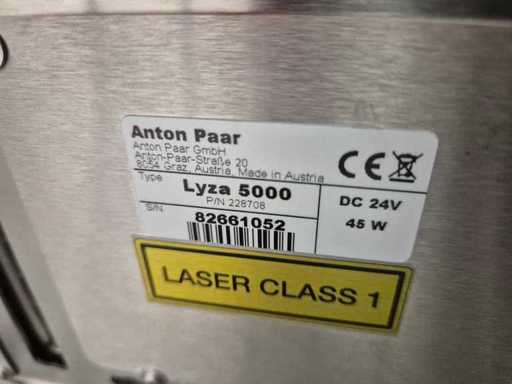 Anton Paar
Anton Paar GmbH
Anton-Paar-Straße 20
8054 Graz, Austria, Made in Austria
CE
Type
Lyza 5000
P/N 228708
DC 24V
S/N
82661052
45 W
LASER CLASS 1